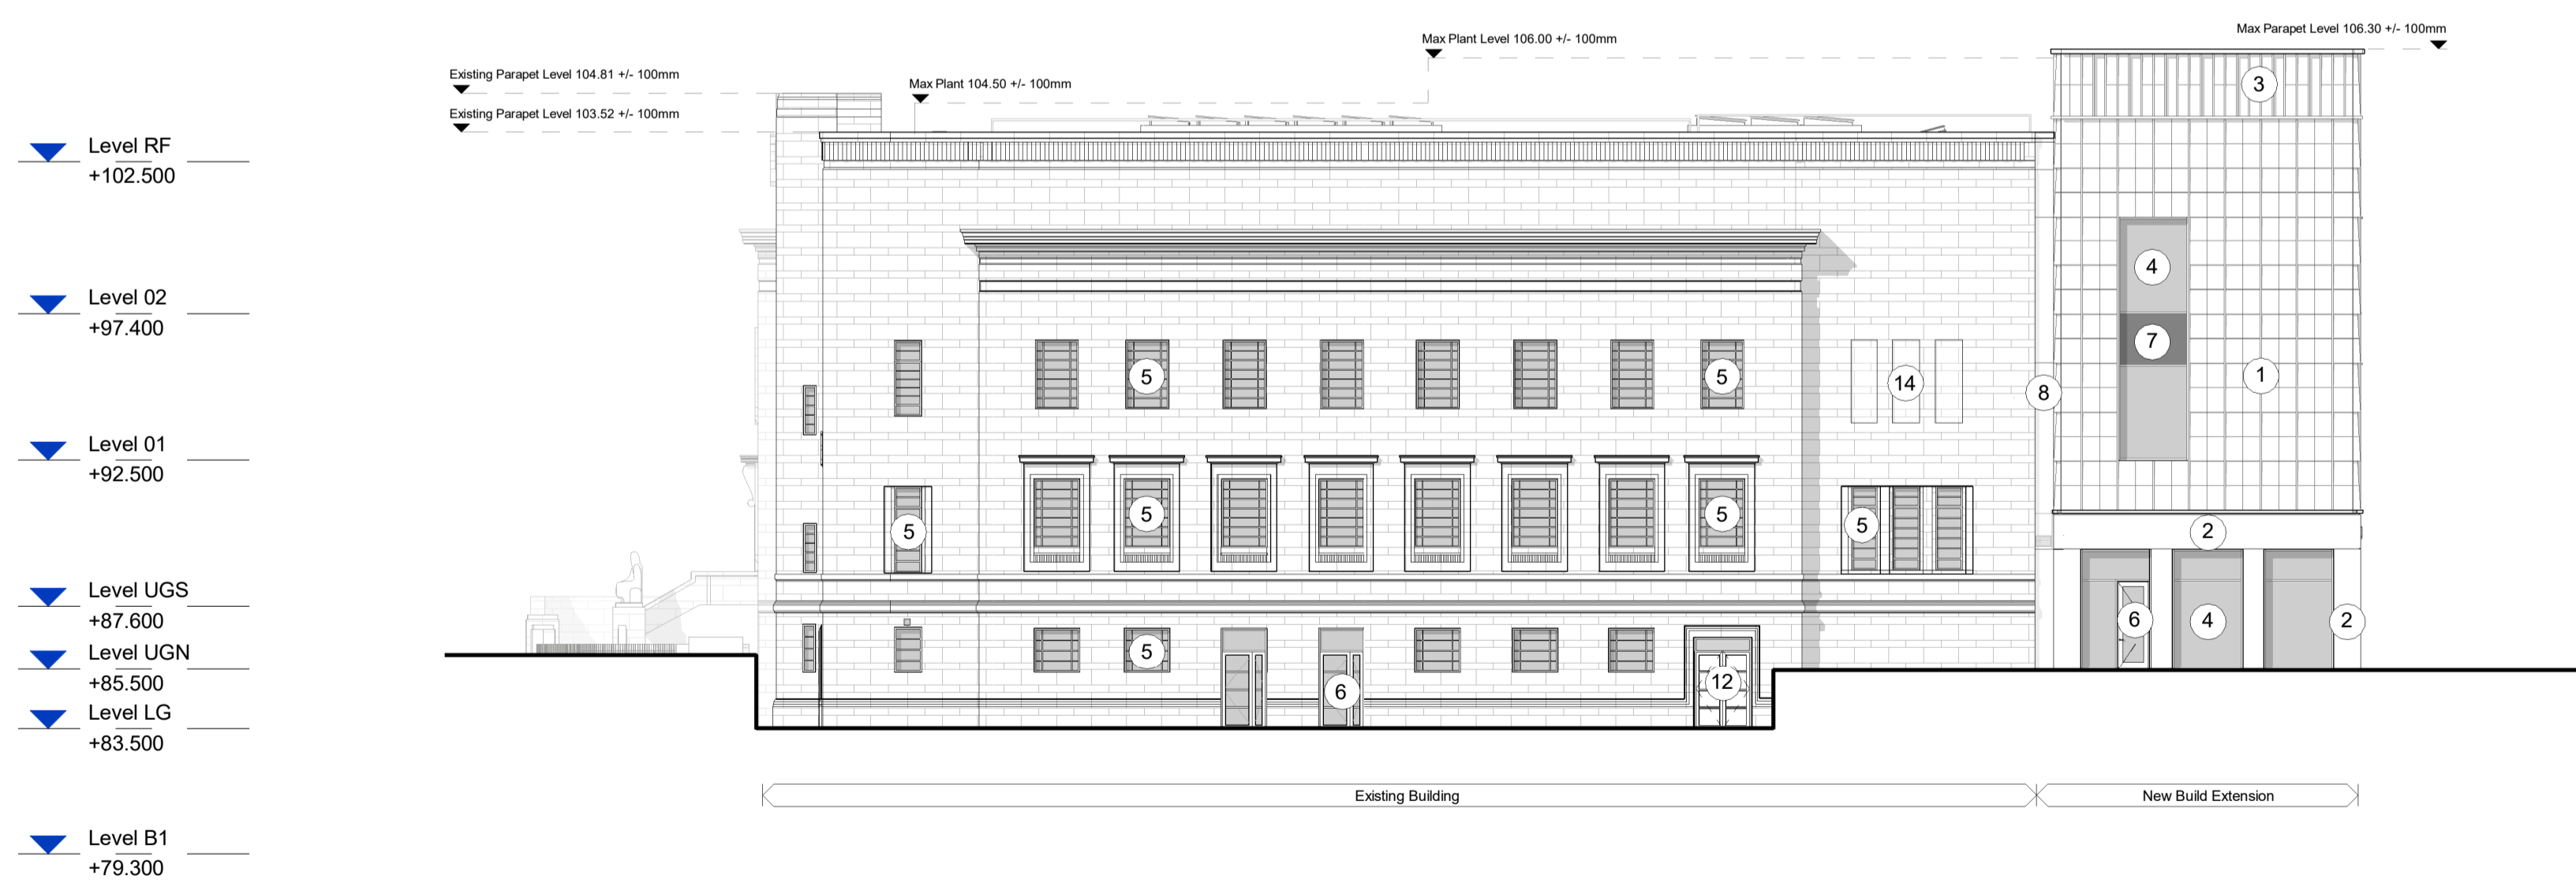 Max Parapet Level 106.30 +/- 100mm
Max Plant Level 106.00 +/- 100mm
Existing Parapet Level 104.81 +/- 100mm
Max Plant 104.50 +/- 100mm
Existing Parapet Level 103.52 +/- 100mm
Level RF
+102.500
Level 02
+97.400
Level 01
+92.500
Level UGS
+87.600
Level UGN
+85.500
Level LG
+83.500
Level B1
+79.300
3
4
7
5
5
14
1
8
5
5
5
5
2
6
4
2
5
6
12
Existing Building
New Build Extension